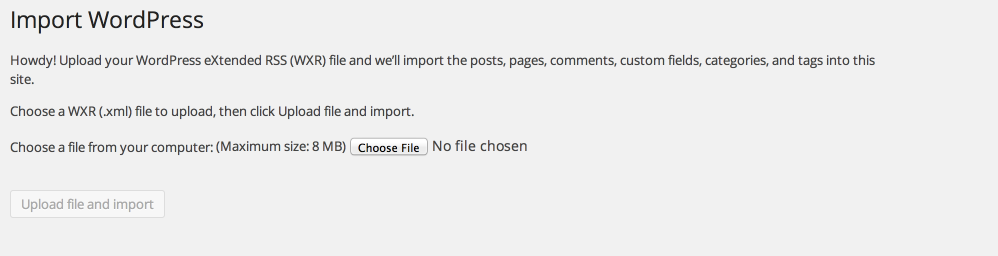 Import WordPress
Howdy! Upload your WordPress eXtended RSS (WXR) file and we’ll import the posts, pages, comments, custom fields, categories, and tags into this
site.
Choose a WXR (.xml) file to upload, then click Upload file and import.
Choose a file from your computer: (Maximum size: 8 MB) Choose File No file chosen
Upload file and import